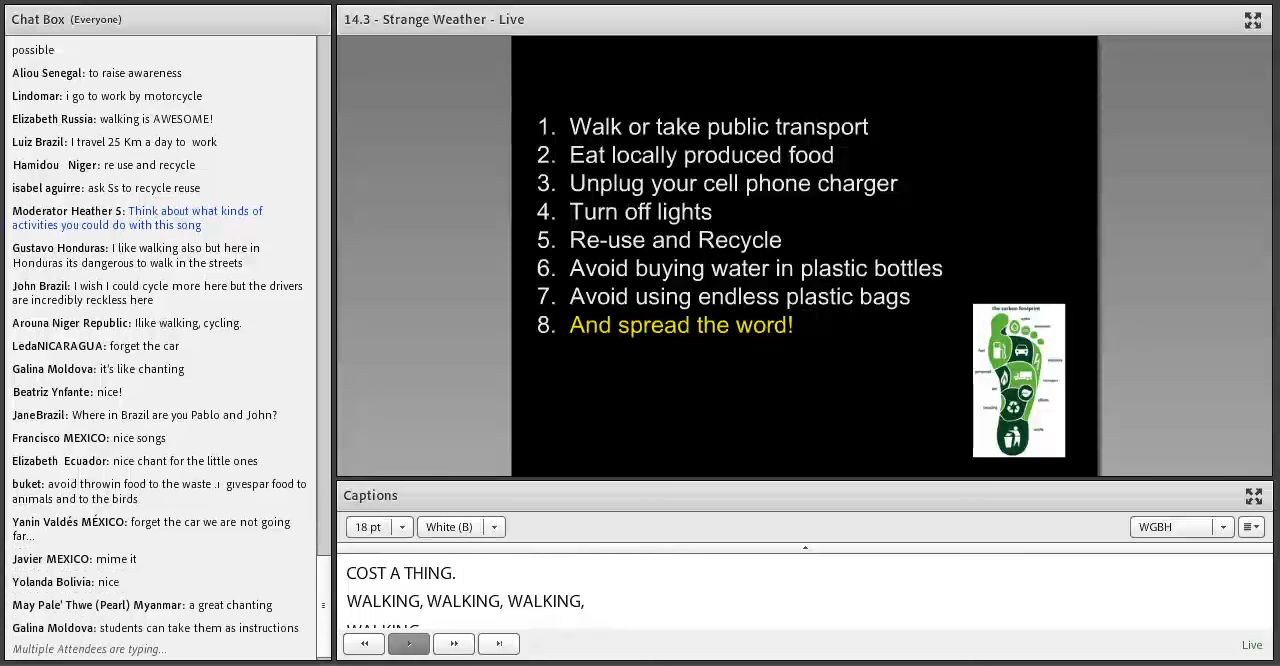 Chat Box (Everyone)
possible
Aliou Senegal: to raise awareness
Lindomar: i go to work by motorcycle
Elizabeth Russia: walking is AWESOME!
Luiz Brazil: I travel 25 Km a day to work
Hamidou Niger: re use and recycle
isabel aguirre: ask Ss to recycle reuse
Moderator Heather 5: Think about what kinds of
activities you could do with this song
Gustavo Honduras: I like walking also but here in
Honduras its dangerous to walk in the streets
John Brazil: I wish I could cycle more here but the drivers
are incredibly reckless here
Arouna Niger Republic: Ilike walking, cycling.
LedaNICARAGUA: forget the car
Galina Moldova: it's like chanting
Beatriz Ynfante: nice!
JaneBrazil: Where in Brazil are you Pablo and John?
Francisco MEXICO: nice songs
Elizabeth Ecuador: nice chant for the little ones
buket: avoid throwin food to the waste .ı gıvespar food to
anımals and to the bırds
Yanin Valdés MÉXICO: forget the car we are not going
far...
Javier MEXICO: mime it
Yolanda Bolivia: nice
May Pale' Thwe (Pearl) Myanmar: a great chanting
Galina Moldova: students can take them as instructions
Multiple Attendees are typing...
14.3 - Strange Weather - Live
1. Walk or take public transport
2. Eat locally produced food
3. Unplug your cell phone charger
4. Turn off lights
5. Re-use and Recycle
6. Avoid buying water in plastic bottles
7. Avoid using endless plastic bags
8. And spread the word!
the carbon footprint
Captions
18 pt
White (B)
WGBH
COST A THING.
WALKING, WALKING, WALKING,
WALKING
Live